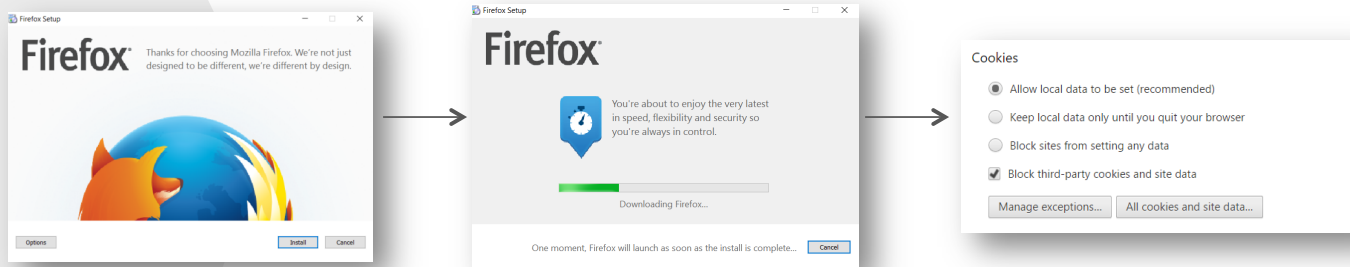 Firefox Setup
Firefox
Thanks for choosing Mozilla Firefox. We're not just
designed to be different, we're different by design.
Options
Install
Cancel
Firefox Setup
Firefox
You're about to enjoy the very latest
in speed, flexibility and security so
you're always in control.
Downloading Firefox...
One moment, Firefox will launch as soon as the install is complete...
Cancel
Cookies
Allow local data to be set (recommended)
Keep local data only until you quit your browser
Block sites from setting any data
Block third-party cookies and site data
Manage exceptions...
All cookies and site data...